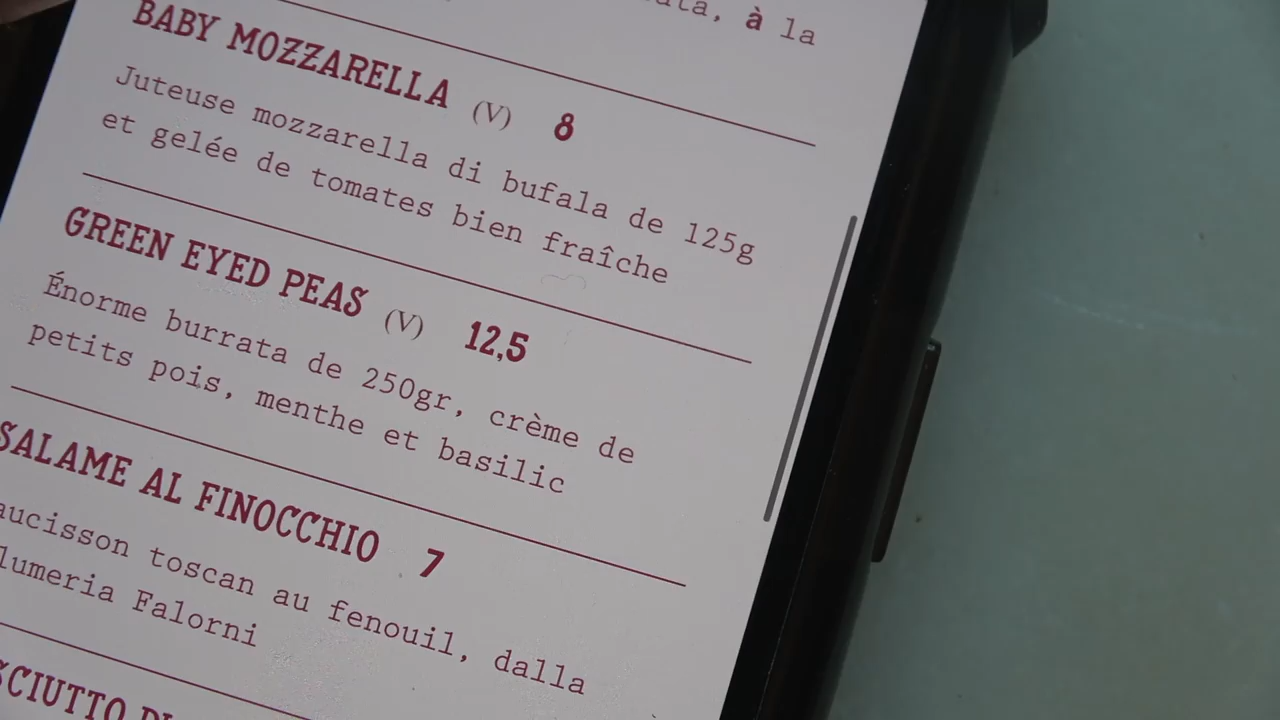 à la
BABY MOZZARELLA (V) 8
Juteuse mozzarella di bufala de 125g
et gelée de tomates bien fraîche
GREEN EYED PEAS (V) 12,5
Énorme burrata de 250gr, crème de
petits pois, menthe et basilic
SALAME AL FINOCCHIO 7
aucisson toscan au fenouil, dalla
lumeria Falorni